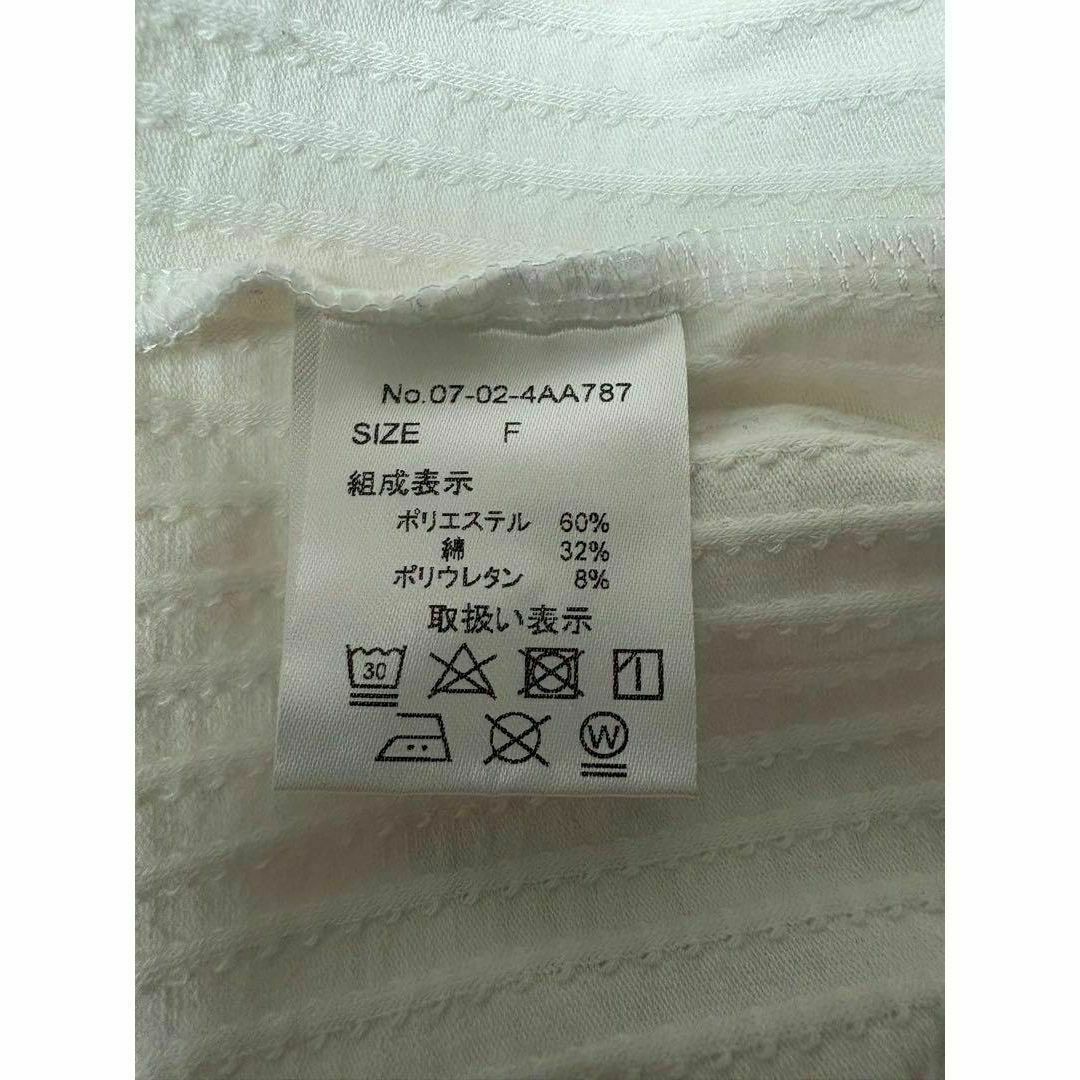 No.07-02-4AA787
SIZE F
組成表示
ポリエステル 60%
綿 32%
ポリウレタン 8%
取扱い表示
30
W